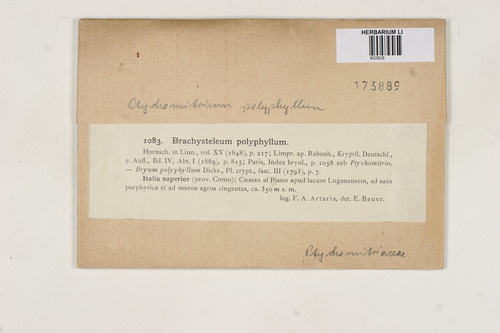 HERBARIUM LI
602628
173889
Ptychomitrium polyphyllum
1083. Brachysteleum polyphyllum.
Hornsch. in Linn., vol. XV (1848), p. 217; Limpr. ap. Rabenh., Kryptfl. Deutschl.,
2. Aufl., Bd. IV, Abt. I (1889), p. 815; Paris, Index bryol., p. 1058 sub Ptychomitrio.
— Bryum polyphyllum Dicks., Pl. crypt., fasc. III (1793), p. 7.
Italia superior (prov. Como): Cuasso al Piano apud lacum Luganensem, ad saxa
porphyrica et ad muros agros cingentes, ca. 350 m s. m.
leg. F. A. Artaria, det. E. Bauer.
Ptychomitriaceae